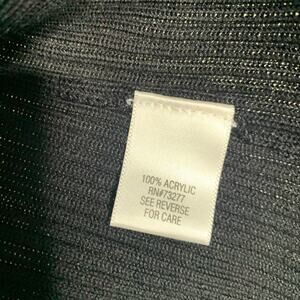 100% ACRYLIC
RN#73277
SEE REVERSE
FOR CARE